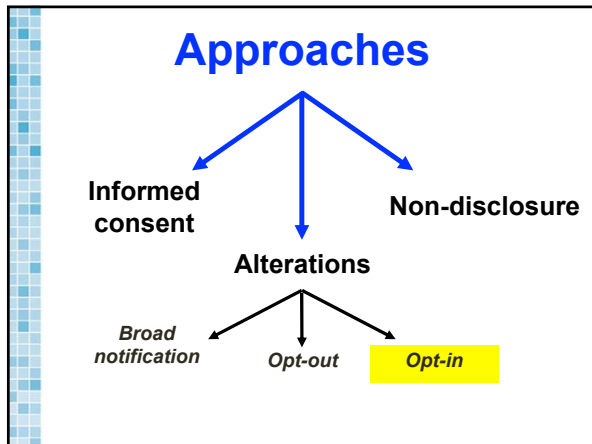 Approaches
Informed
consent
Non-disclosure
Alterations
Broad
notification
Opt-out
Opt-in